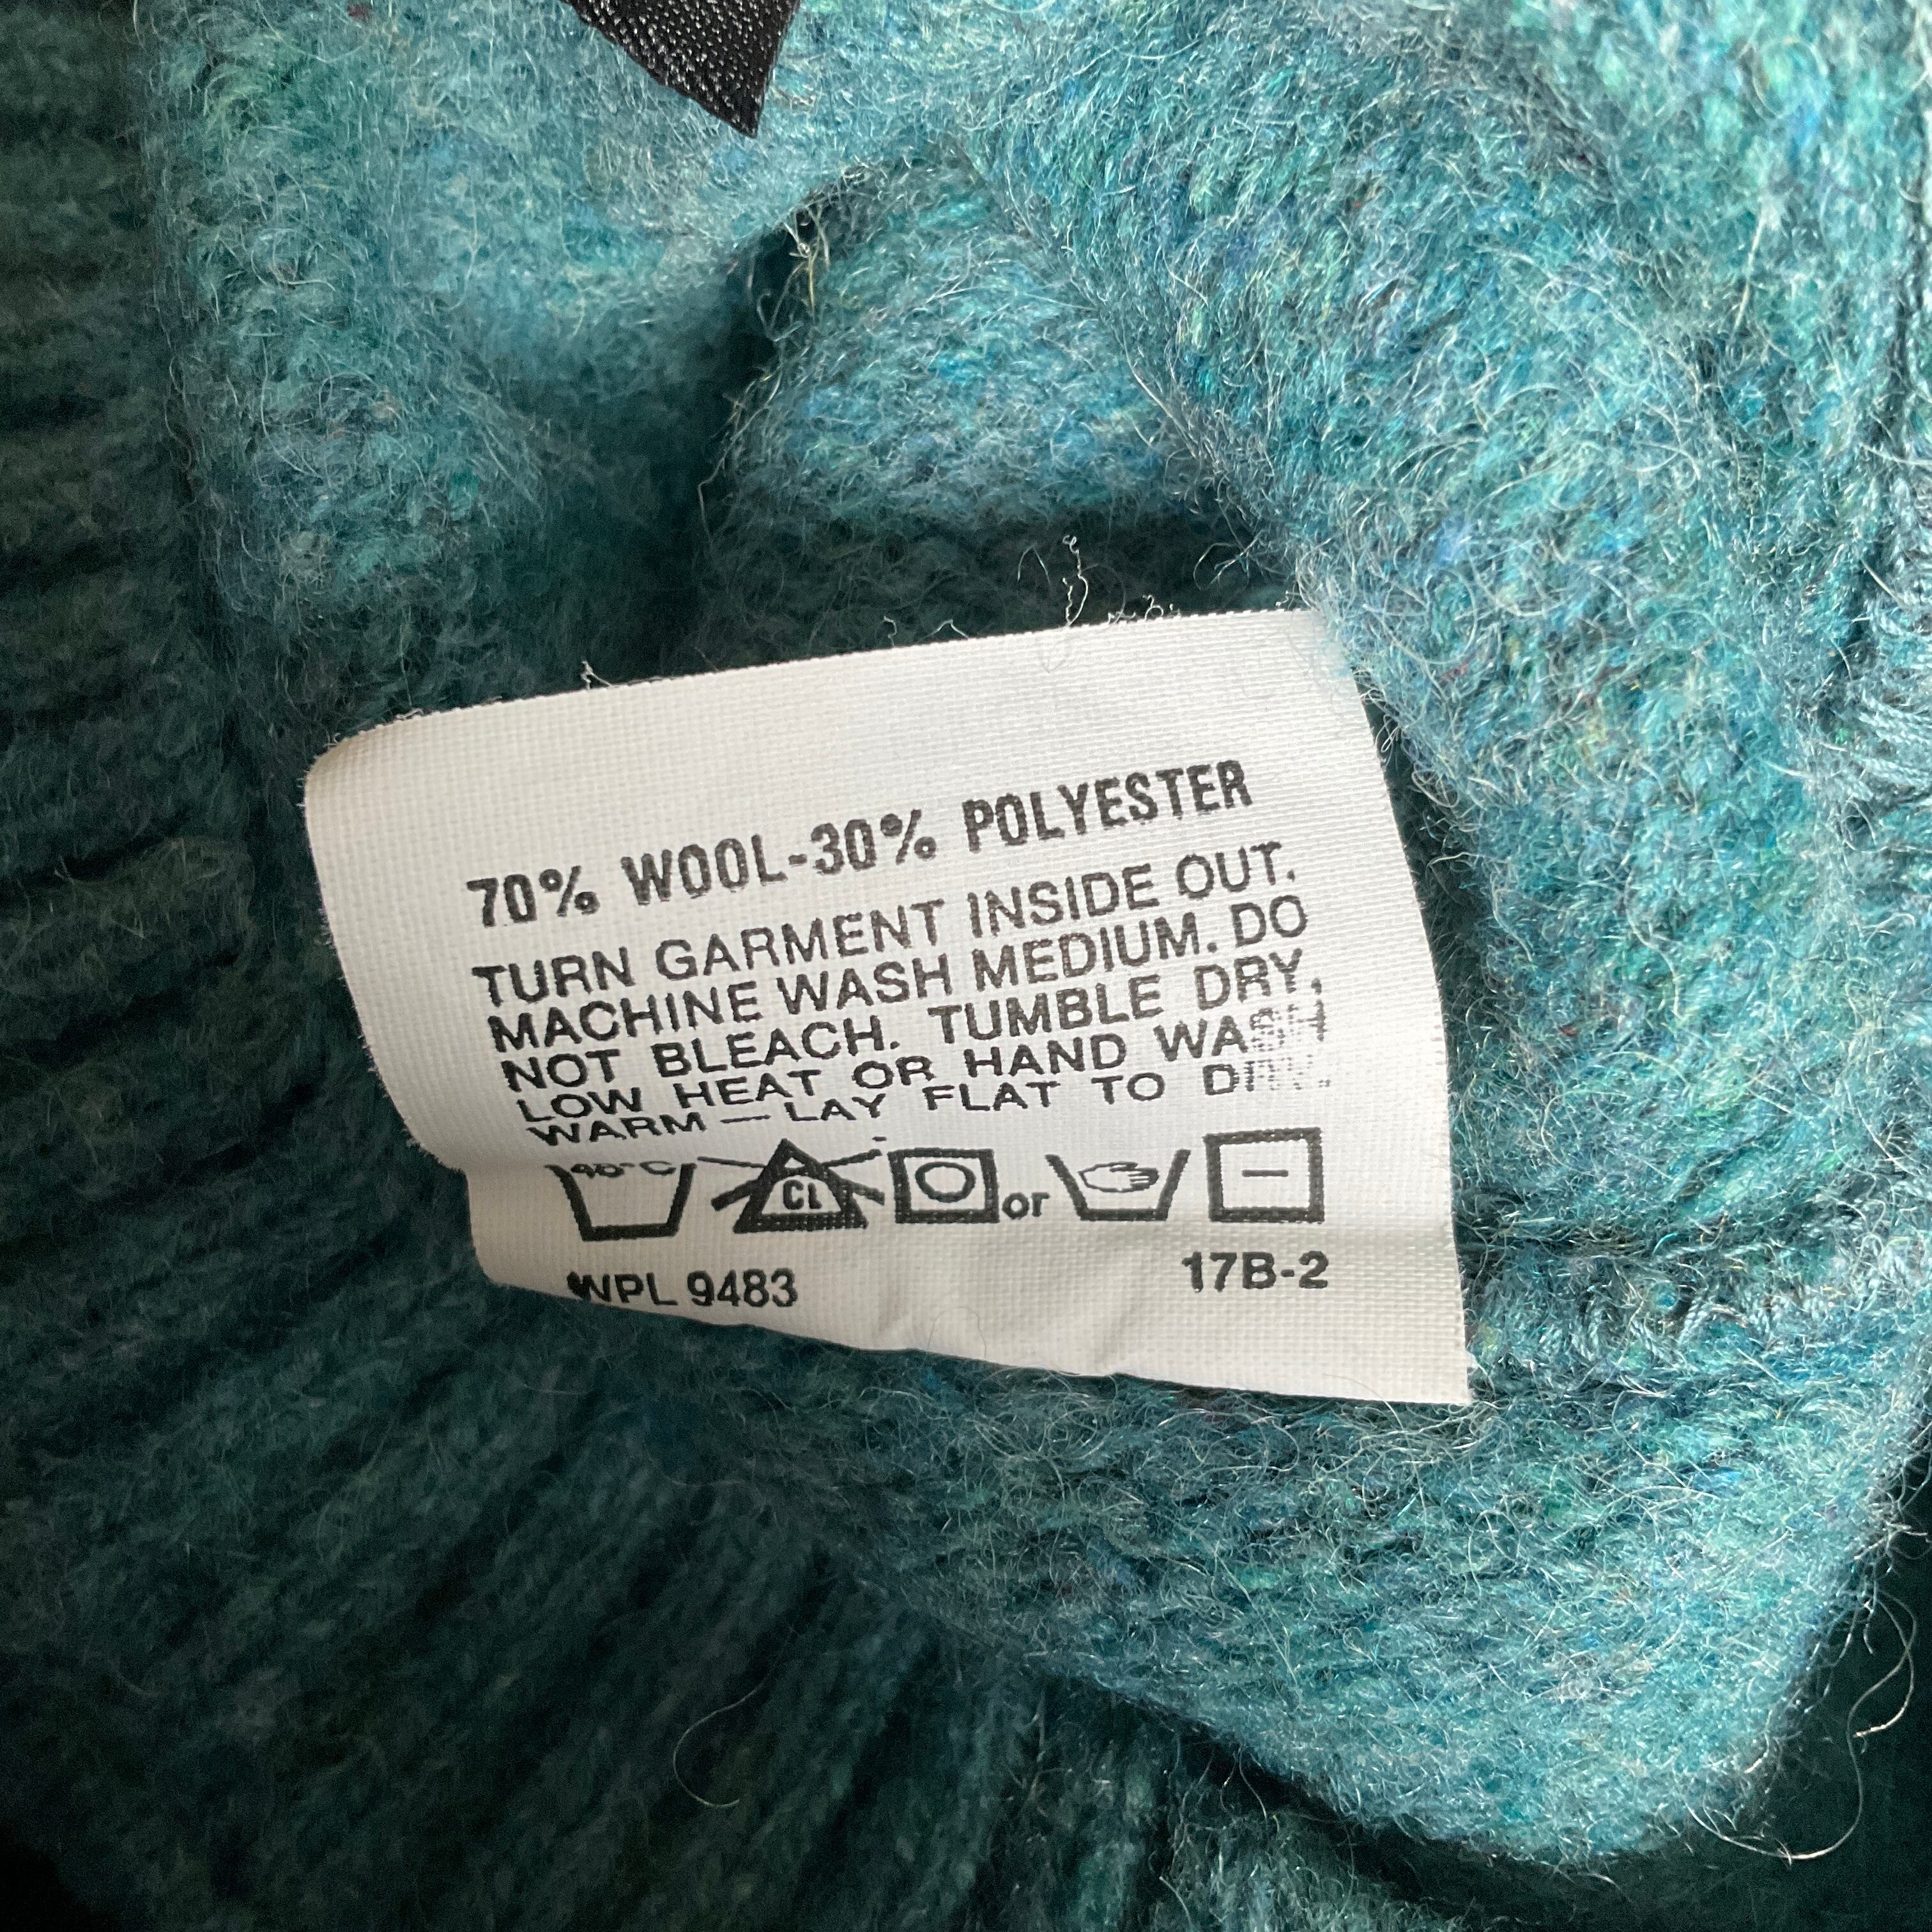 70% WOOL-30% POLYESTER
TURN GARMENT INSIDE OUT.
MACHINE WASH MEDIUM. DO
NOT BLEACH. TUMBLE DRY,
LOW HEAT OR HAND WASH
WARM — LAY FLAT TO DRY.
40°C CL or
WPL 9483 17B-2